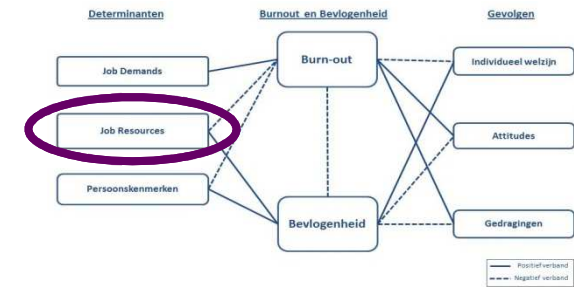 Determinanten
Burnout en Bevlogenheid
Gevolgen
Job Demands
Burn-out
Individueel welzijn
Job Resources
Attitudes
Persoonskenmerken
Bevlogenheid
Gedragingen
Positief verband
Negatief verband